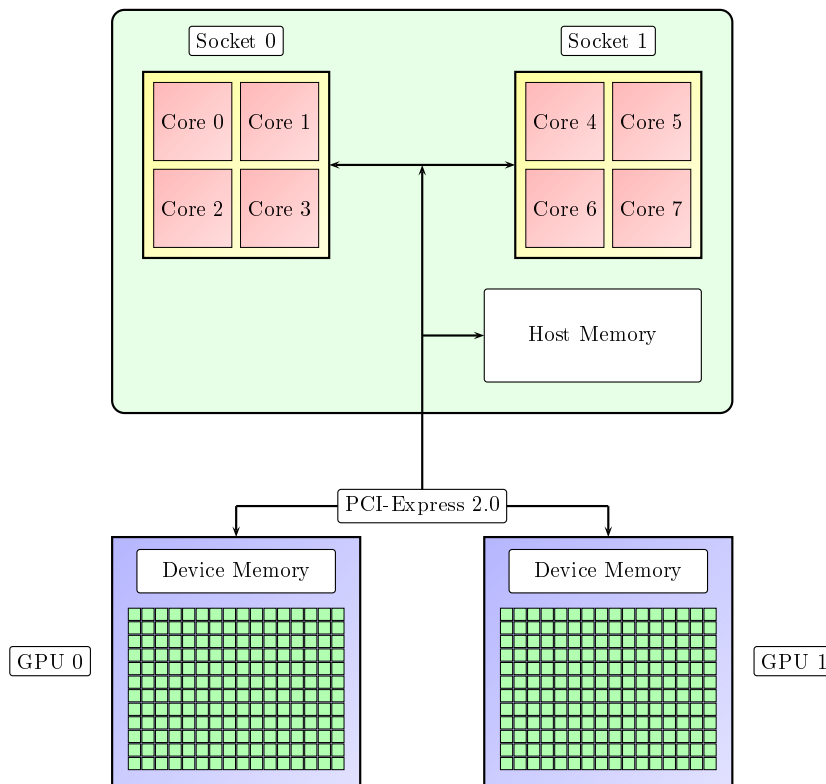 Socket 0
Socket 1
Core 0
Core 1
Core 4
Core 5
Core 2
Core 3
Core 6
Core 7
Host Memory
PCI-Express 2.0
Device Memory
Device Memory
GPU 0
GPU 1